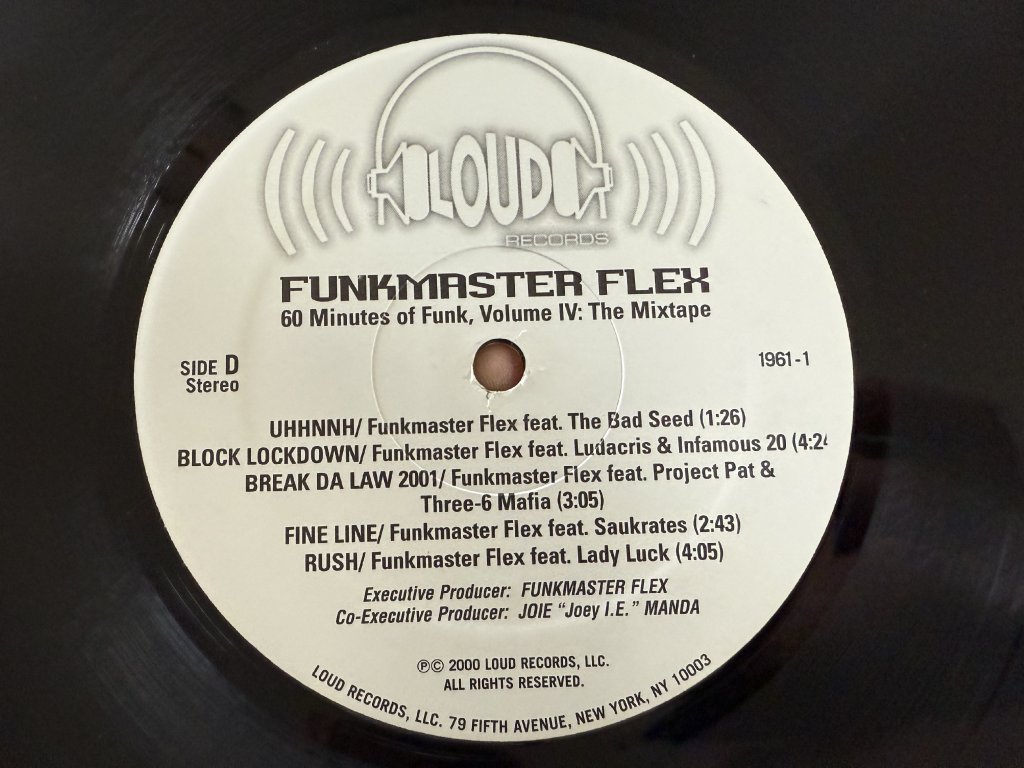 LOUD
RECORDS
FUNKMASTER FLEX
60 Minutes of Funk, Volume IV: The Mixtape
SIDE D
Stereo
1961-1
UHHNNH/ Funkmaster Flex feat. The Bad Seed (1:26)
BLOCK LOCKDOWN/ Funkmaster Flex feat. Ludacris & Infamous 20 (4:24
BREAK DA LAW 2001/ Funkmaster Flex feat. Project Pat &
Three-6 Mafia (3:05)
FINE LINE/ Funkmaster Flex feat. Saukrates (2:43)
RUSH/ Funkmaster Flex feat. Lady Luck (4:05)
Executive Producer: FUNKMASTER FLEX
Co-Executive Producer: JOIE "Joey I.E." MANDA
℗© 2000 LOUD RECORDS, LLC.
ALL RIGHTS RESERVED.
LOUD RECORDS, LLC. 79 FIFTH AVENUE, NEW YORK, NY 10003